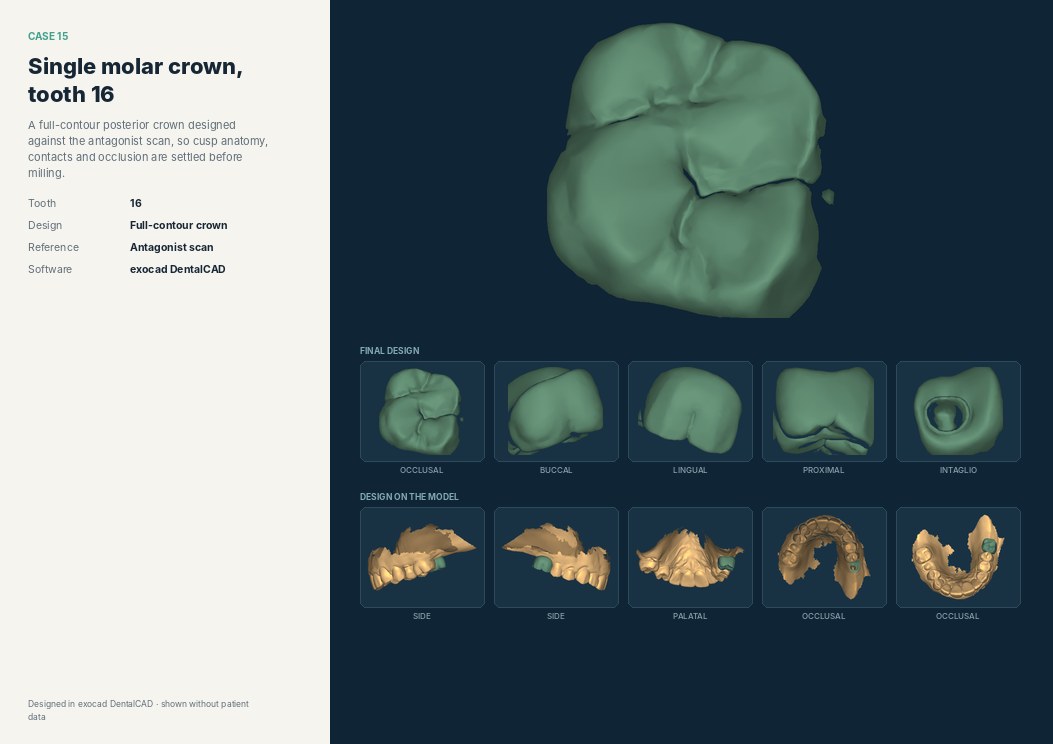 CASE 15
Single molar crown,
tooth 16
A full-contour posterior crown designed
against the antagonist scan, so cusp anatomy,
contacts and occlusion are settled before
milling.
Tooth 16
Design Full-contour crown
Reference Antagonist scan
Software exocad DentalCAD
FINAL DESIGN
OCCLUSAL BUCCAL LINGUAL PROXIMAL INTAGLIO
DESIGN ON THE MODEL
SIDE SIDE PALATAL OCCLUSAL OCCLUSAL
Designed in exocad DentalCAD · shown without patient
data